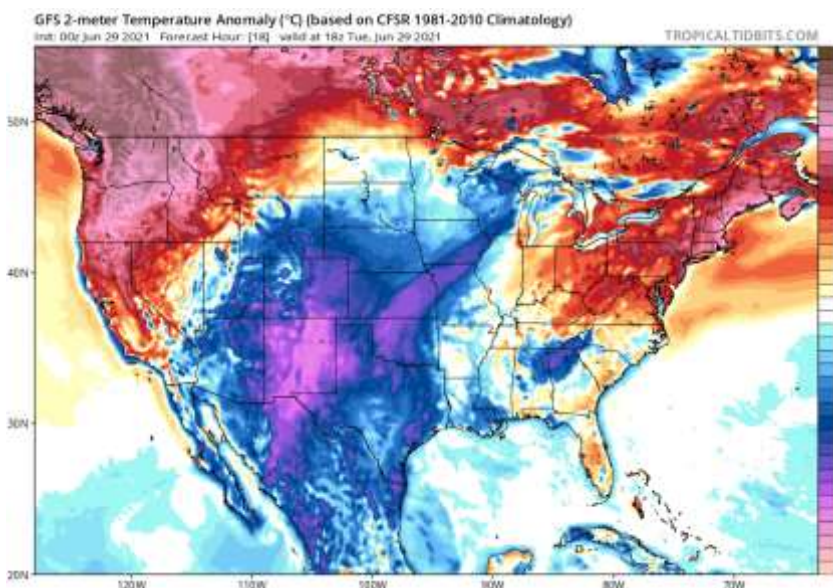 GFS 2-meter Temperature Anomaly (°C) (based on CFSR 1981-2010 Climatology)
Init: 00z Jun 29 2021 Forecast Hour: [18] valid at 18z Tue, Jun 29 2021 TROPICALTIDBITS.COM
50N
40N
30N
20N
120W 110W 100W 90W 80W 70W